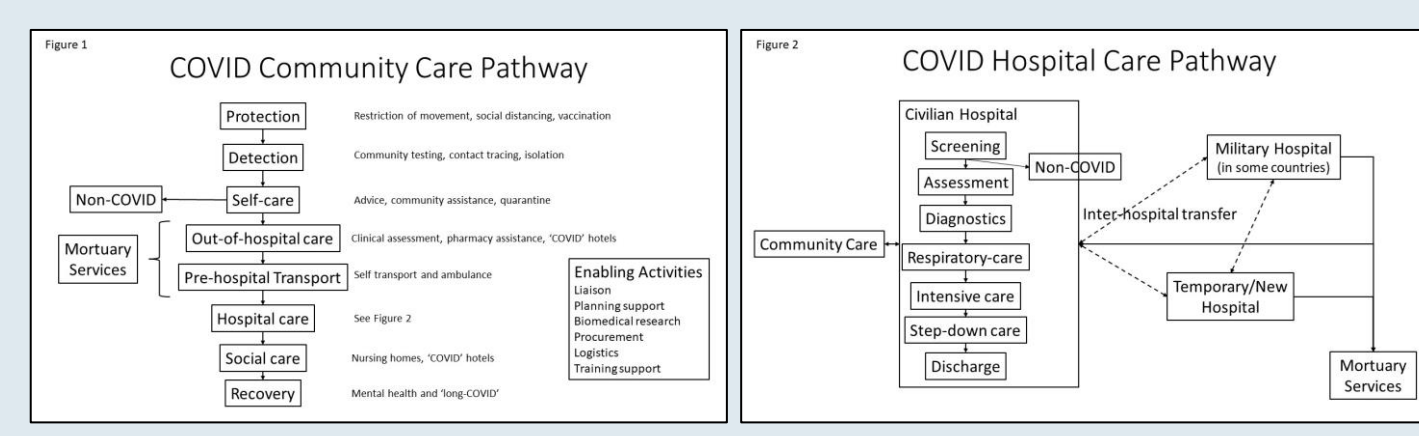 Figure 1
COVID Community Care Pathway
Protection
Restriction of movement, social distancing, vaccination
Detection
Community testing, contact tracing, isolation
Non-COVID
Self-care
Advice, community assistance, quarantine
Mortuary
Services
Out-of-hospital care
Clinical assessment, pharmacy assistance, ‘COVID’ hotels
Pre-hospital Transport
Self transport and ambulance
Hospital care
See Figure 2
Social care
Nursing homes, ‘COVID’ hotels
Recovery
Mental health and ‘long-COVID’
Enabling Activities
Liaison
Planning support
Biomedical research
Procurement
Logistics
Training support
Figure 2
COVID Hospital Care Pathway
Civilian Hospital
Screening
Non-COVID
Assessment
Diagnostics
Community Care
Respiratory-care
Intensive care
Step-down care
Discharge
Military Hospital
(in some countries)
Inter-hospital transfer
Temporary/New
Hospital
Mortuary
Services